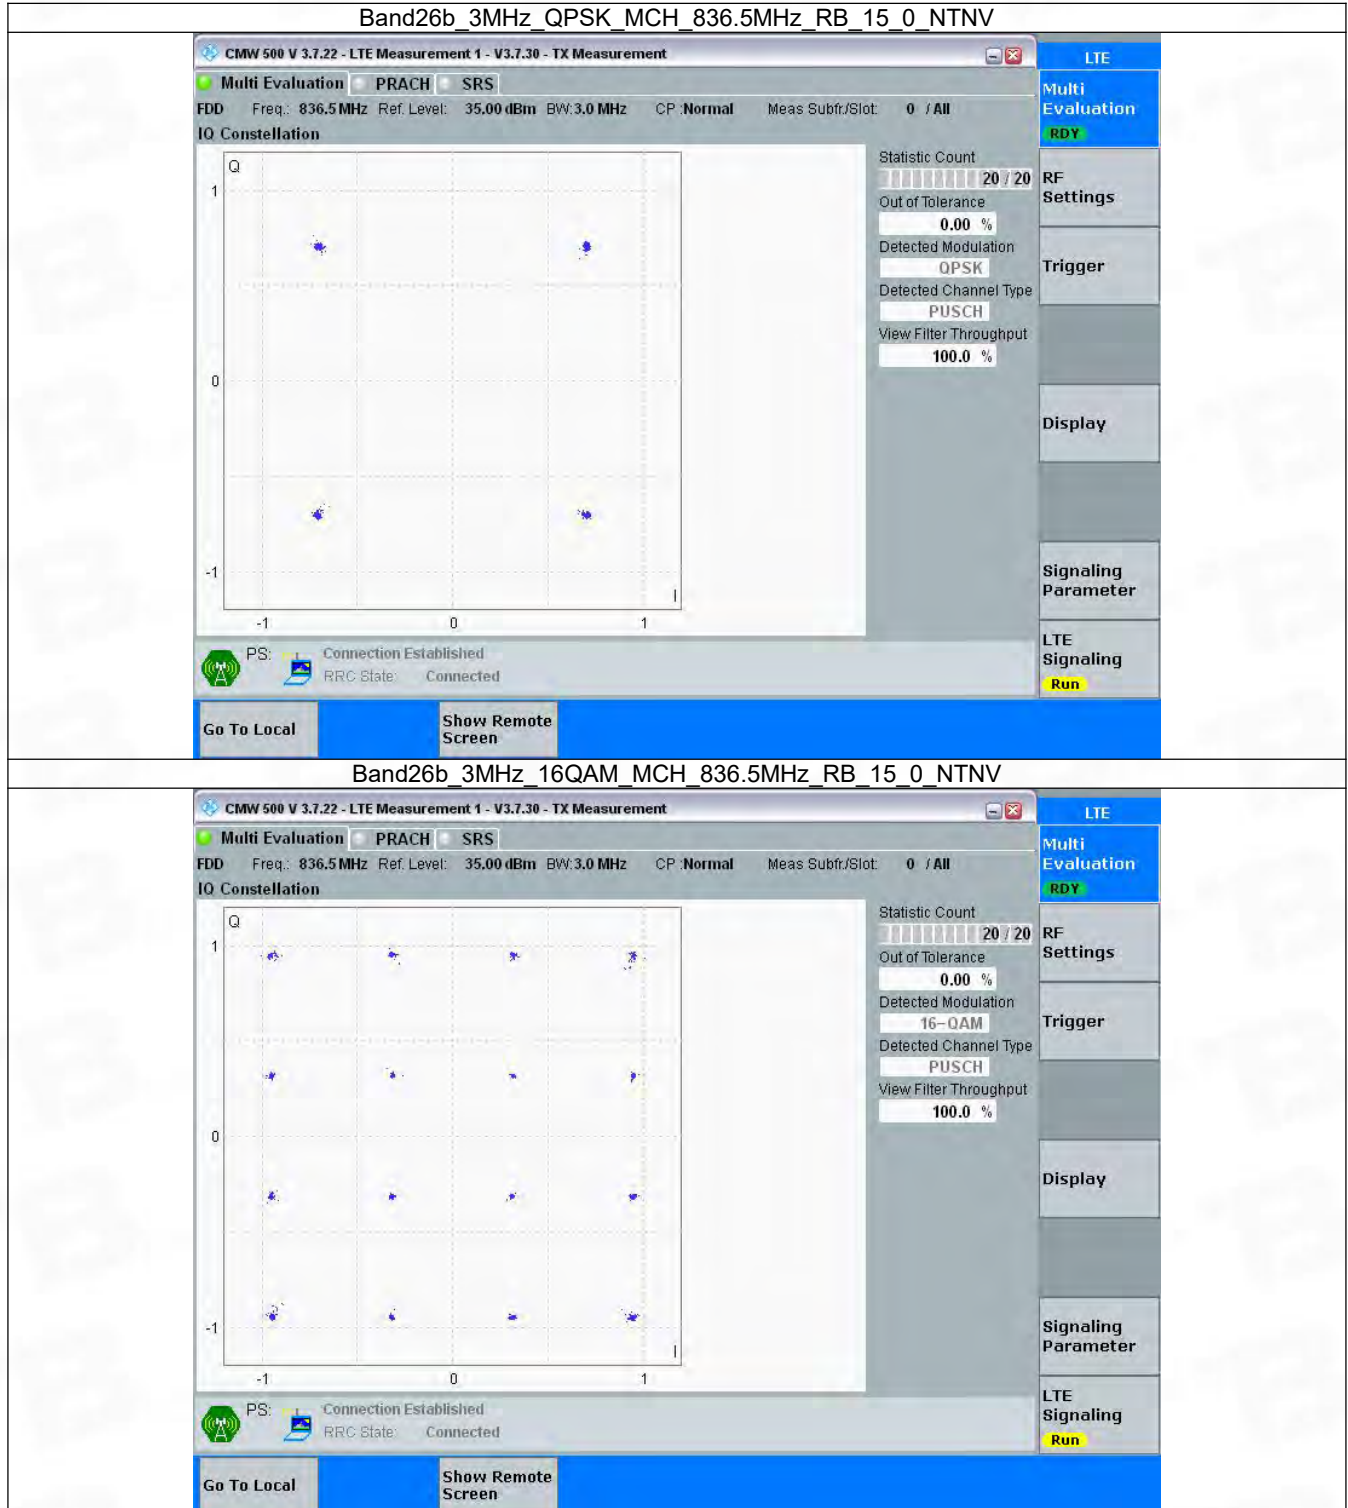 Band26b_3MHz_QPSK_MCH_836.5MHz_RB_15_0_NTNV
CMW 500 V 3.7.22 - LTE Measurement 1 - V3.7.30 - TX Measurement
LTE
Multi Evaluation PRACH SRS
Multi
Evaluation
RDY
FDD Freq.: 836.5 MHz Ref. Level: 35.00 dBm BW: 3.0 MHz CP : Normal Meas Subfr./Slot: 0 / All
IQ Constellation
Q
1
0
-1
I
-1 0 1
Statistic Count
20 / 20
Out of Tolerance
0.00 %
Detected Modulation
QPSK
Detected Channel Type
PUSCH
View Filter Throughput
100.0 %
RF
Settings
Trigger
Display
Signaling
Parameter
LTE
Signaling
Run
PS: Connection Established
RRC State: Connected
Go To Local
Show Remote
Screen
Band26b_3MHz_16QAM_MCH_836.5MHz_RB_15_0_NTNV
CMW 500 V 3.7.22 - LTE Measurement 1 - V3.7.30 - TX Measurement
LTE
Multi Evaluation PRACH SRS
Multi
Evaluation
RDY
FDD Freq.: 836.5 MHz Ref. Level: 35.00 dBm BW: 3.0 MHz CP : Normal Meas Subfr./Slot: 0 / All
IQ Constellation
Q
1
0
-1
I
-1 0 1
Statistic Count
20 / 20
Out of Tolerance
0.00 %
Detected Modulation
16-QAM
Detected Channel Type
PUSCH
View Filter Throughput
100.0 %
RF
Settings
Trigger
Display
Signaling
Parameter
LTE
Signaling
Run
PS: Connection Established
RRC State: Connected
Go To Local
Show Remote
Screen